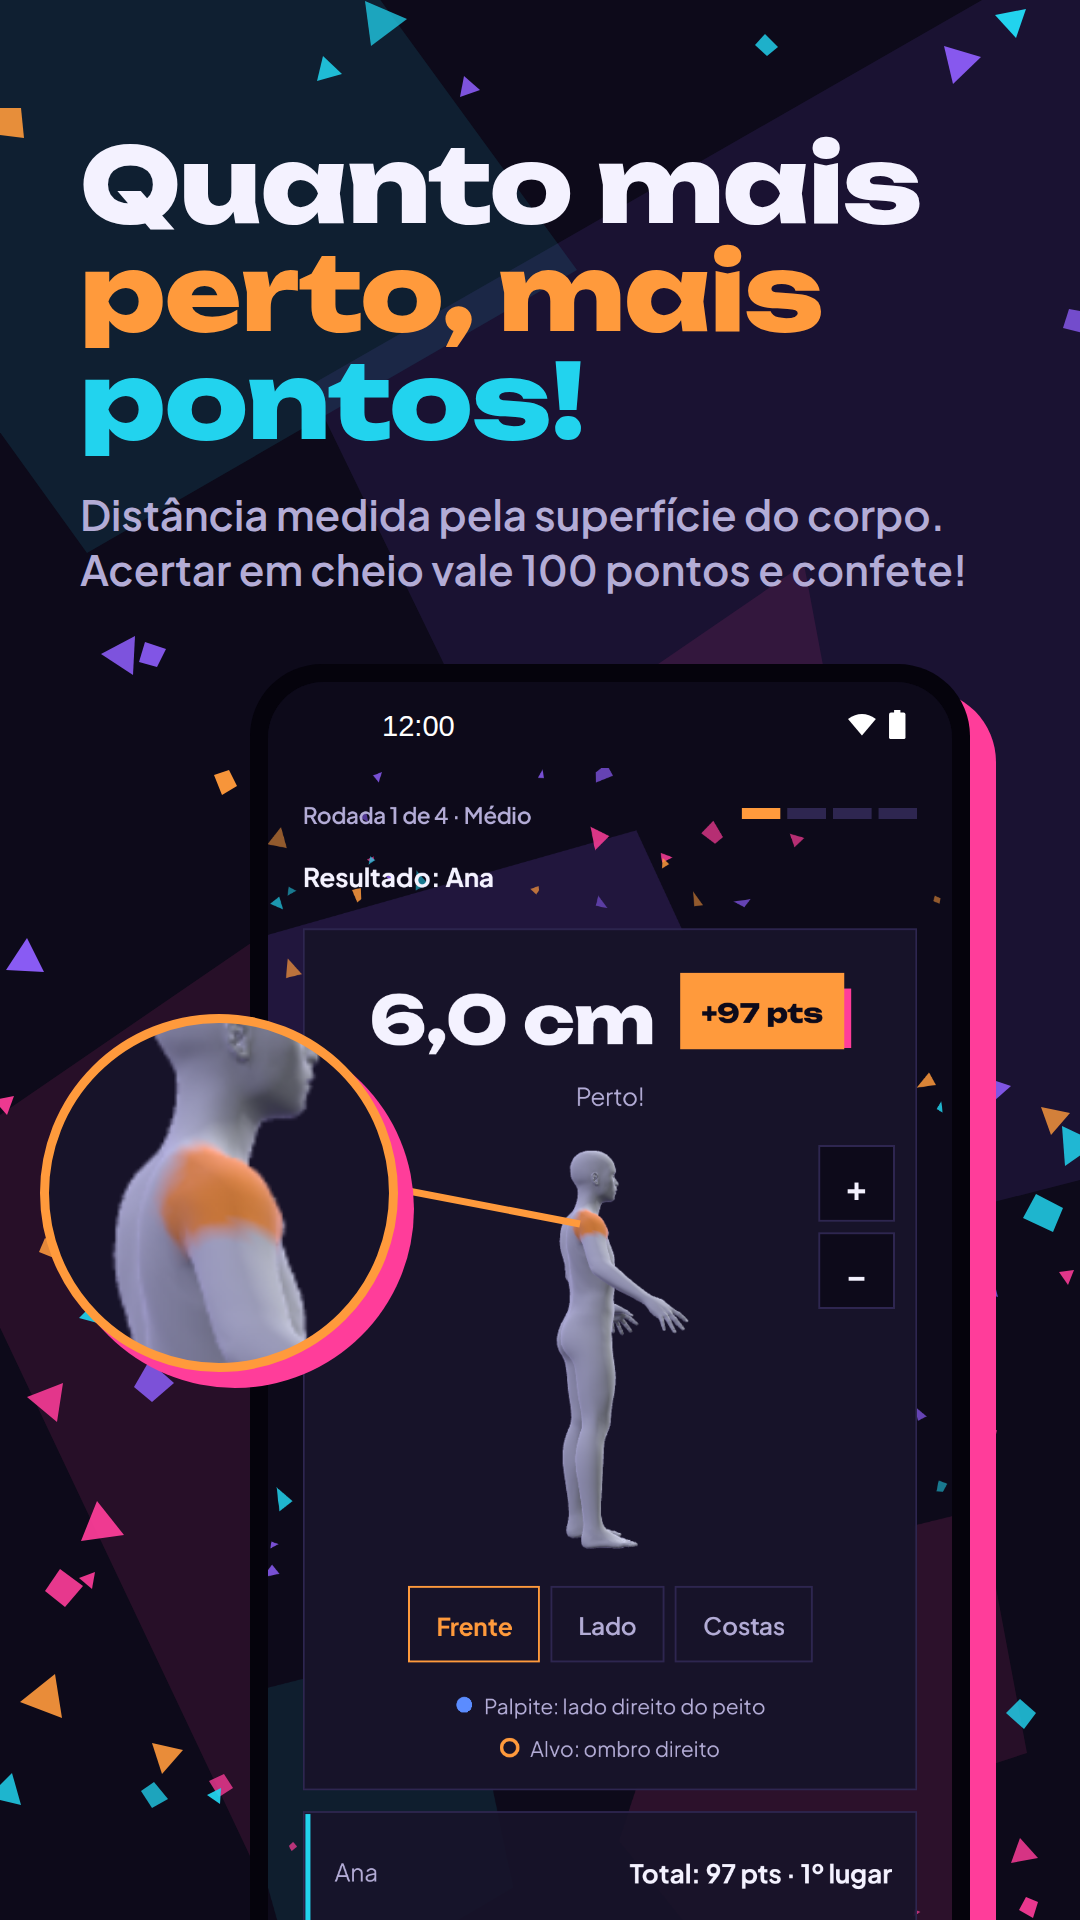 Quanto mais
perto, mais
pontos!
Distância medida pela superfície do corpo.
Acertar em cheio vale 100 pontos e confete!
12:00
Rodada 1 de 4 · Médio
Resultado: Ana
6,0 cm
+97 pts
Perto!
+
−
Frente
Lado
Costas
Palpite: lado direito do peito
Alvo: ombro direito
Ana
Total: 97 pts · 1º lugar